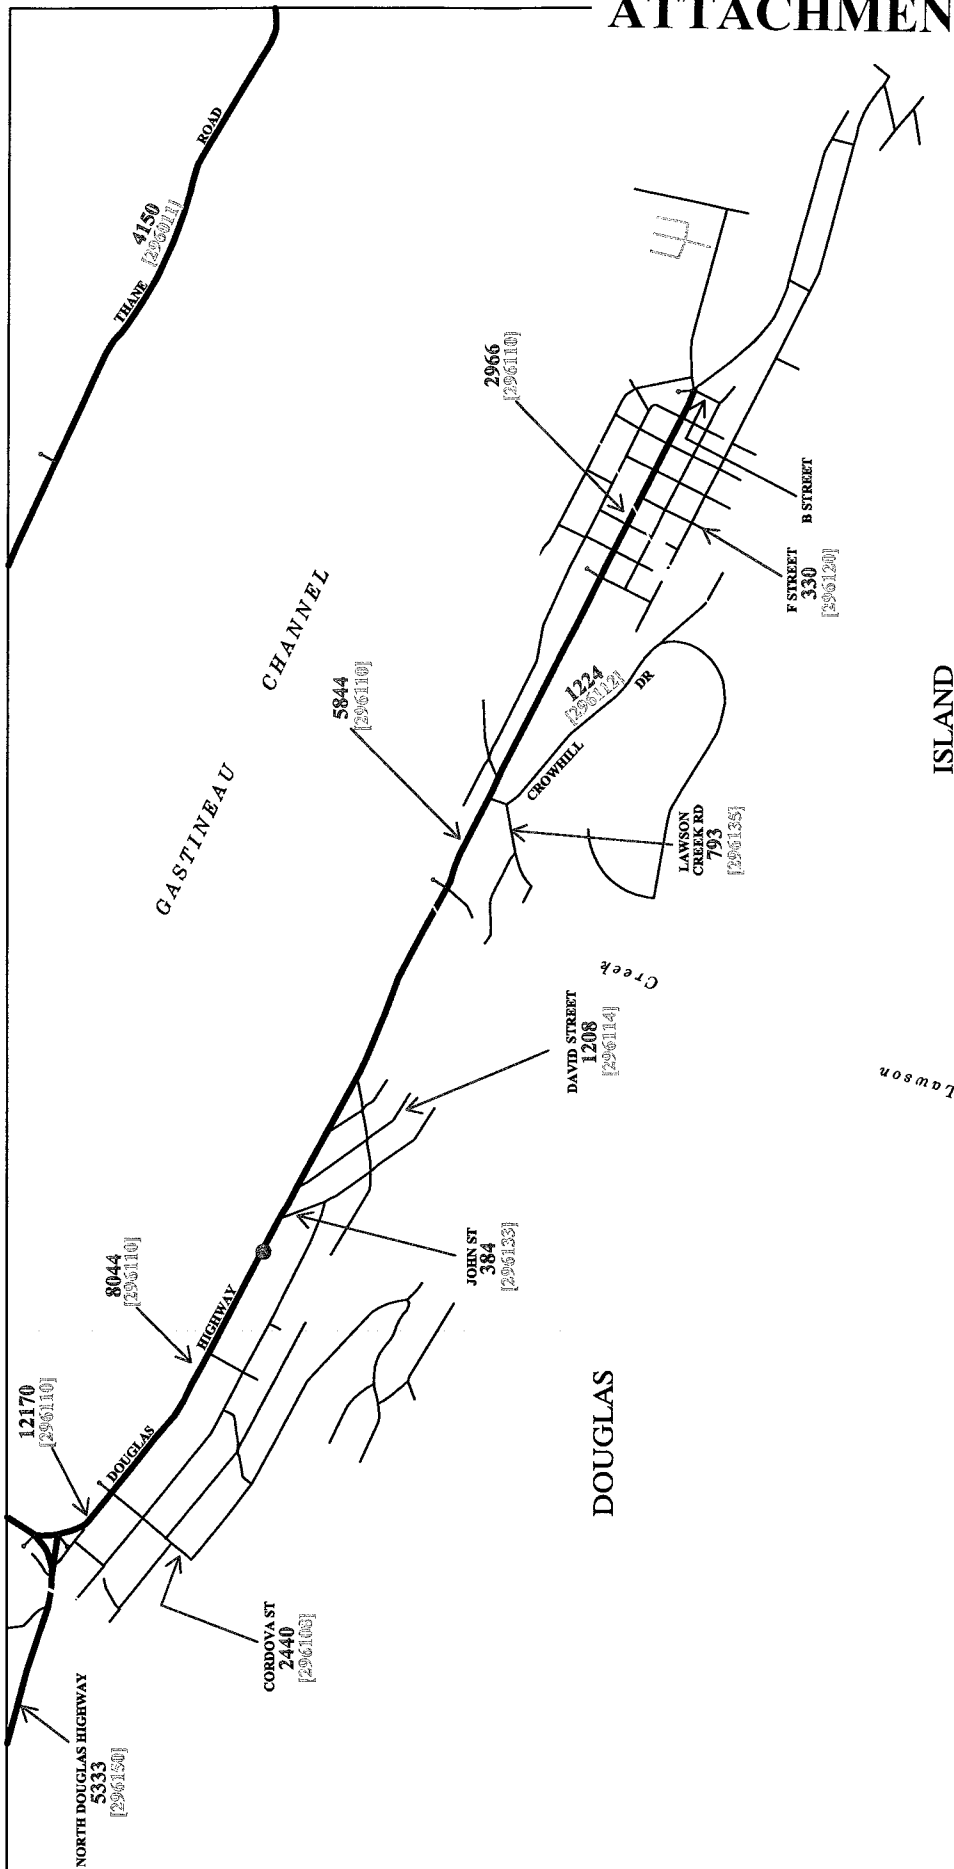 ATTACHMEN
THANE
ROAD
4150
[296011]
GASTINEAU
CHANNEL
2966
[296110]
5844
[296110]
B STREET
F STREET
330
[296120]
1224
[296112]
CROWHILL
DR
LAWSON
CREEK RD
793
[296135]
Lawson
Creek
DAVID STREET
1208
[296114]
JOHN ST
384
[296133]
8044
[296110]
HIGHWAY
DOUGLAS
12170
[296110]
CORDOVA ST
2440
[296108]
NORTH DOUGLAS HIGHWAY
5333
[296150]
DOUGLAS
ISLAND